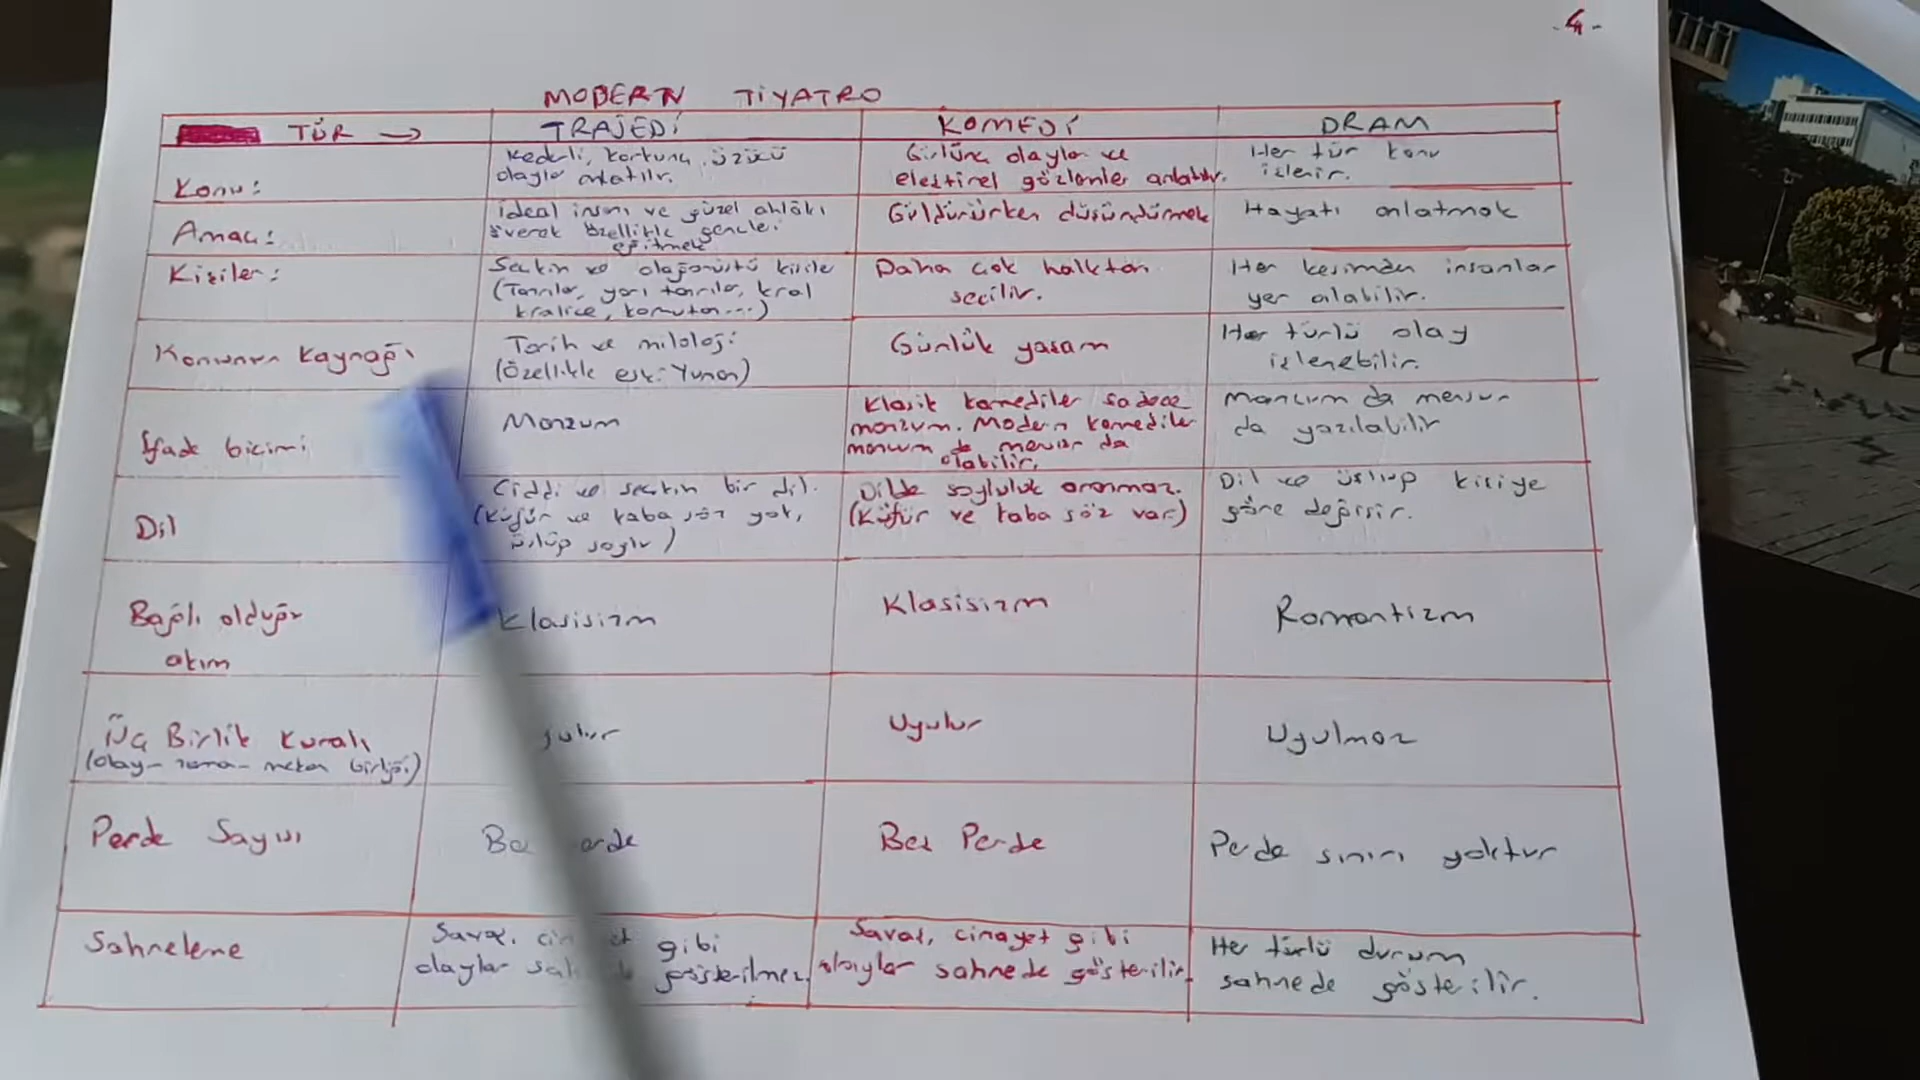 -4-
MODERN TİYATRO
TÜR → TRAJEDİ KOMEDİ DRAM
Konu:
Kederli, korkunç, üzücü
olaylar anlatılır.
Gülünç olaylar ve
eleştirel gözlemler anlatılır.
Her tür konu
işlenir.
Amaç:
ideal insanı ve güzel ahlâkı
överek özellikle gençleri
eğitmek
Güldürürken düşündürmek
Hayatı anlatmak
Kişiler:
Seçkin ve olağanüstü kişiler
(Tanrılar, yarı tanrılar, kral
kraliçe, komutan...)
Daha çok halktan
seçilir.
Her kesimden insanlar
yer alabilir.
Konunun Kaynağı
Tarih ve mitoloji
(Özellikle eski Yunan)
Günlük yaşam
Her türlü olay
işlenebilir.
İfade biçimi
Manzum
Klasik komediler sadece
manzum. Modern komediler
manzum de mensur da
olabilir.
Manzum da mensur
da yazılabilir
Dil
Ciddi ve seçkin bir dil.
(Küfür ve kaba söz yok,
üslup soylu)
Dilde soyluluk aranmaz.
(Küfür ve kaba söz var)
Dil ve üslup kişiye
göre değişir.
Bağlı olduğu
akım
Klasisizm
Klasisizm
Romantizm
Üç Birlik Kuralı
(Olay- zaman- mekan birliği)
Uyulur
Uyulmaz
Perde Sayısı
Beş Perde
Perde sınırı yoktur
Sahneleme
Savaş, gibi
olaylar gösterilmez.
Savaş, cinayet gibi
olaylar sahnede gösterilir.
Her türlü durum
sahnede gösterilir.